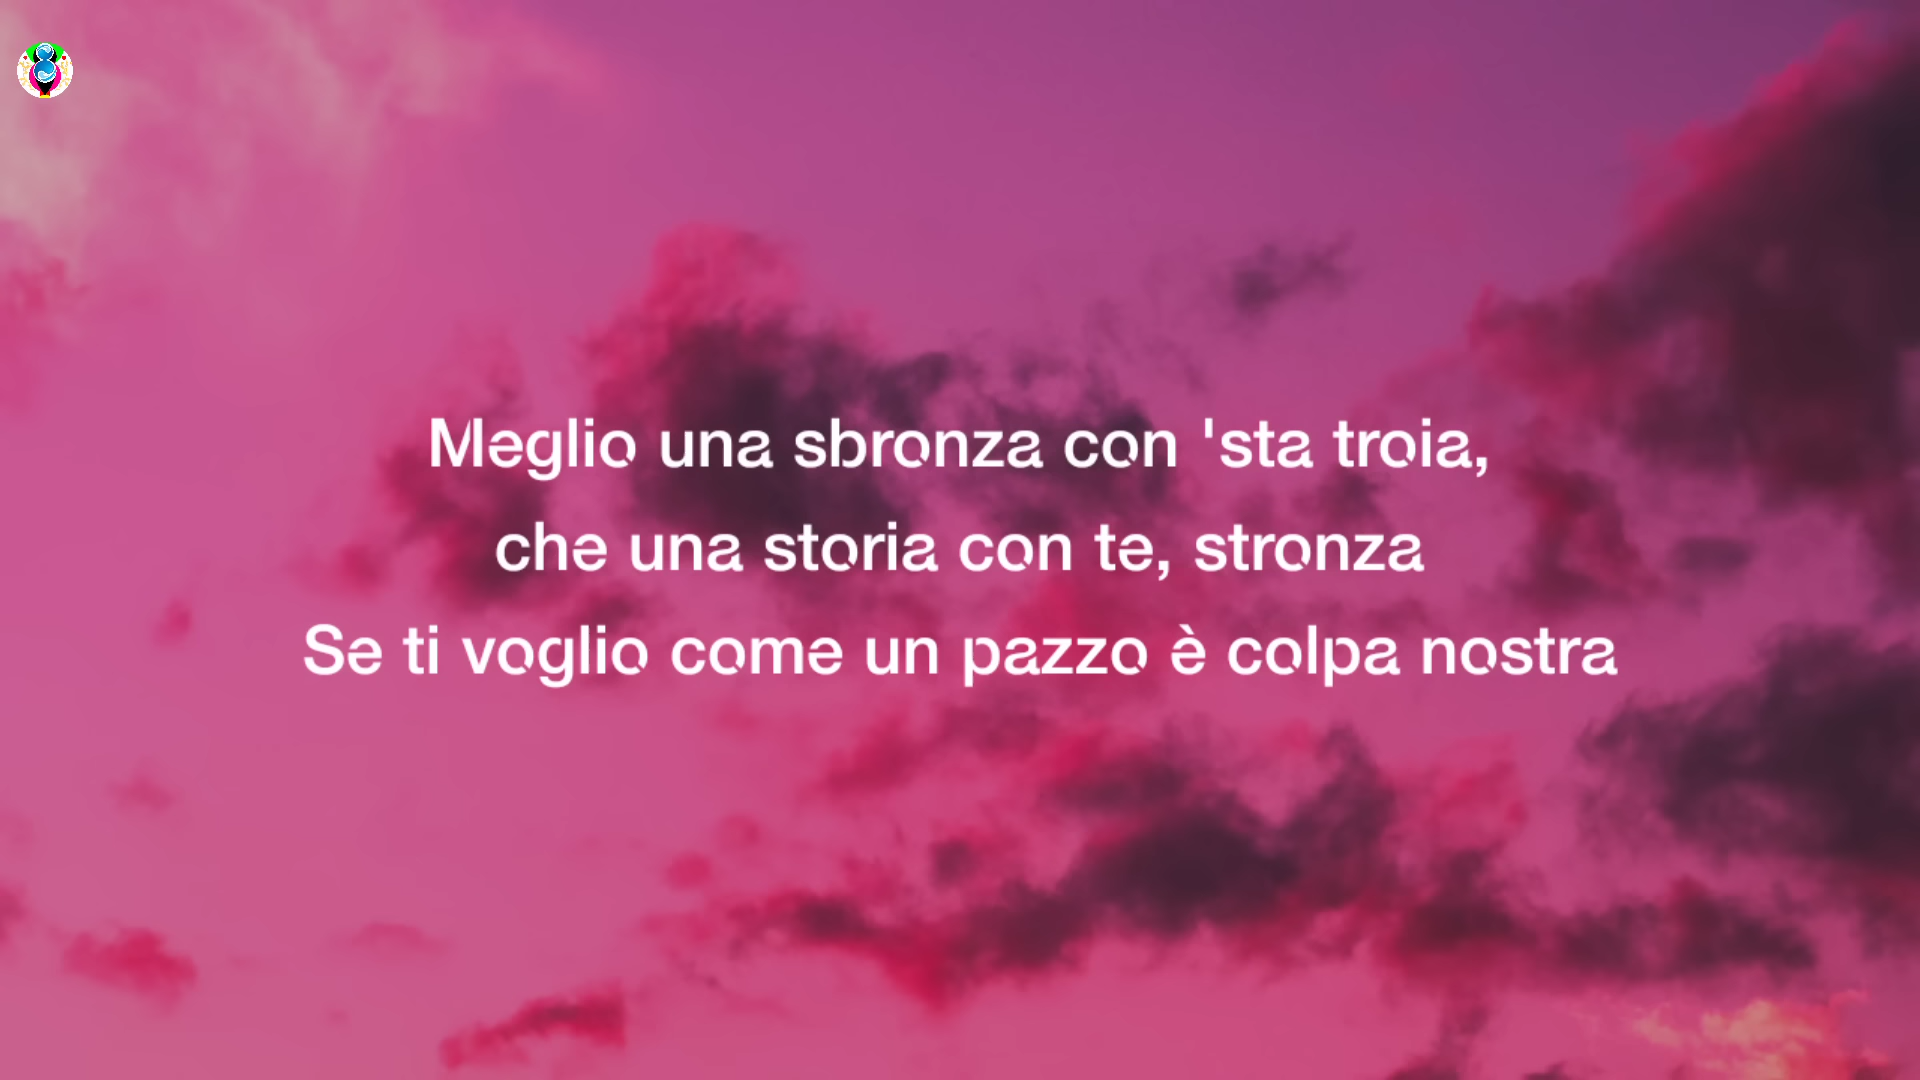 Meglio una sbronza con 'sta troia,
che una storia con te, stronza
Se ti voglio come un pazzo è colpa nostra